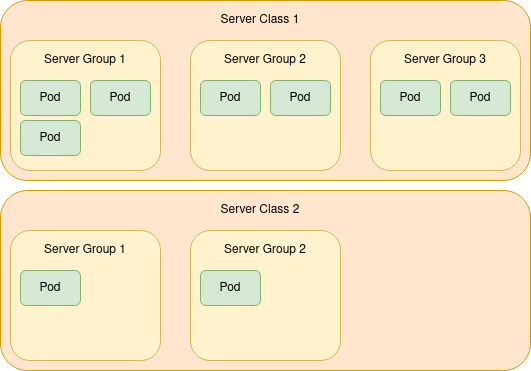 Server Class 1
Server Group 1
Server Group 2
Server Group 3
Pod Pod Pod Pod Pod Pod
Pod
Server Class 2
Server Group 1
Server Group 2
Pod Pod